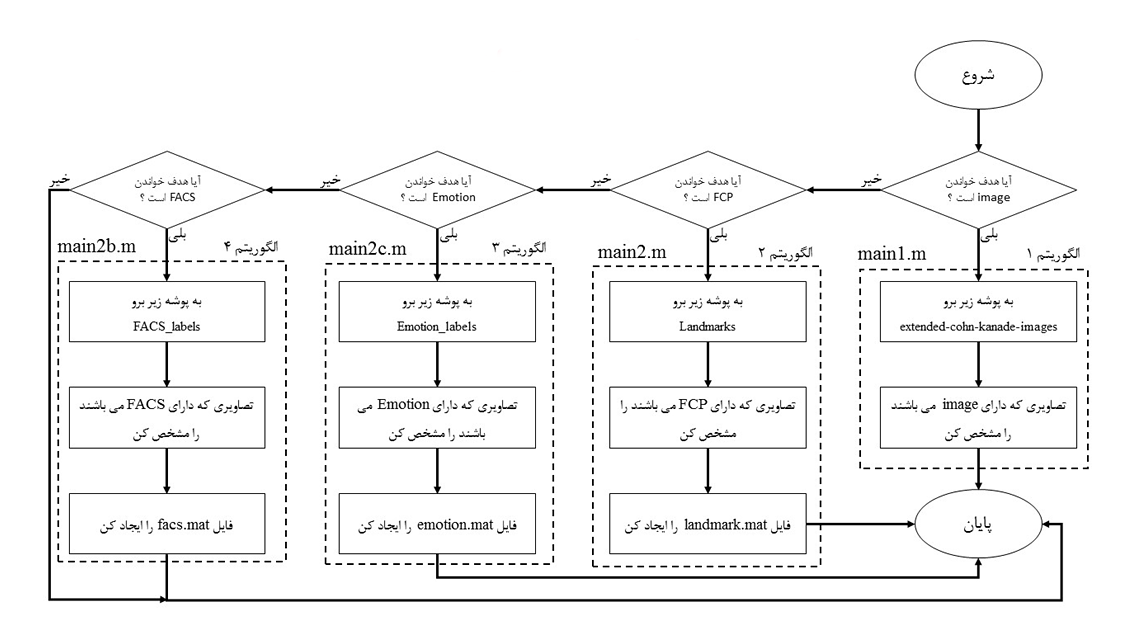 شروع
آیا هدف خواندن
image است ؟
خیر
بلی
آیا هدف خواندن
FCP است ؟
خیر
بلی
آیا هدف خواندن
Emotion است ؟
خیر
بلی
آیا هدف خواندن
FACS است ؟
خیر
بلی
الگوریتم ۱
main1.m
به پوشه زیر برو
extended-cohn-kanade-images
تصاویری که دارای image می باشند
را مشخص کن
الگوریتم ۲
main2.m
به پوشه زیر برو
Landmarks
تصاویری که دارای FCP می باشند را
مشخص کن
فایل landmark.mat را ایجاد کن
الگوریتم ۳
main2c.m
به پوشه زیر برو
Emotion_labels
تصاویری که دارای Emotion می
باشند را مشخص کن
فایل emotion.mat را ایجاد کن
الگوریتم ۴
main2b.m
به پوشه زیر برو
FACS_labels
تصاویری که دارای FACS می باشند
را مشخص کن
فایل facs.mat را ایجاد کن
پایان